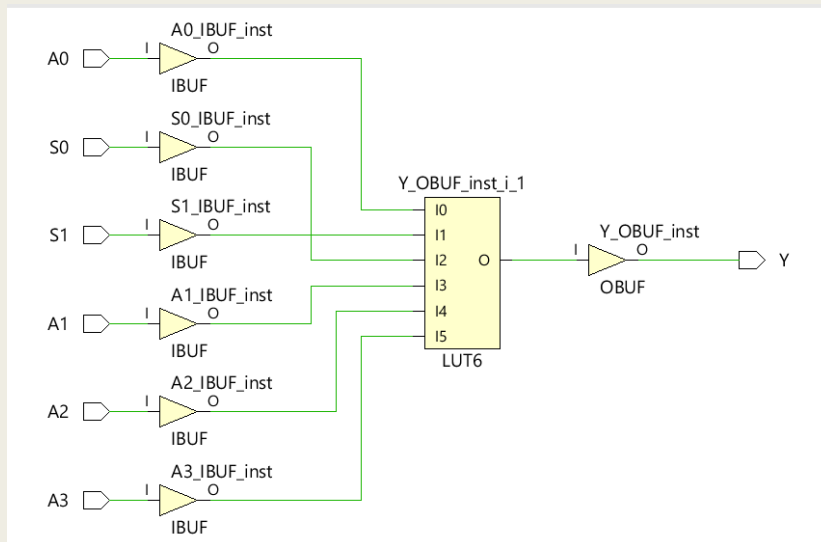 A0_IBUF_inst
A0 I O
IBUF
S0_IBUF_inst
S0 I O
IBUF
S1_IBUF_inst
S1 I O
IBUF
A1_IBUF_inst
A1 I O
IBUF
A2_IBUF_inst
A2 I O
IBUF
A3_IBUF_inst
A3 I O
IBUF
Y_OBUF_inst_i_1
I0
I1
I2 O
I3
I4
I5
LUT6
Y_OBUF_inst
I O Y
OBUF